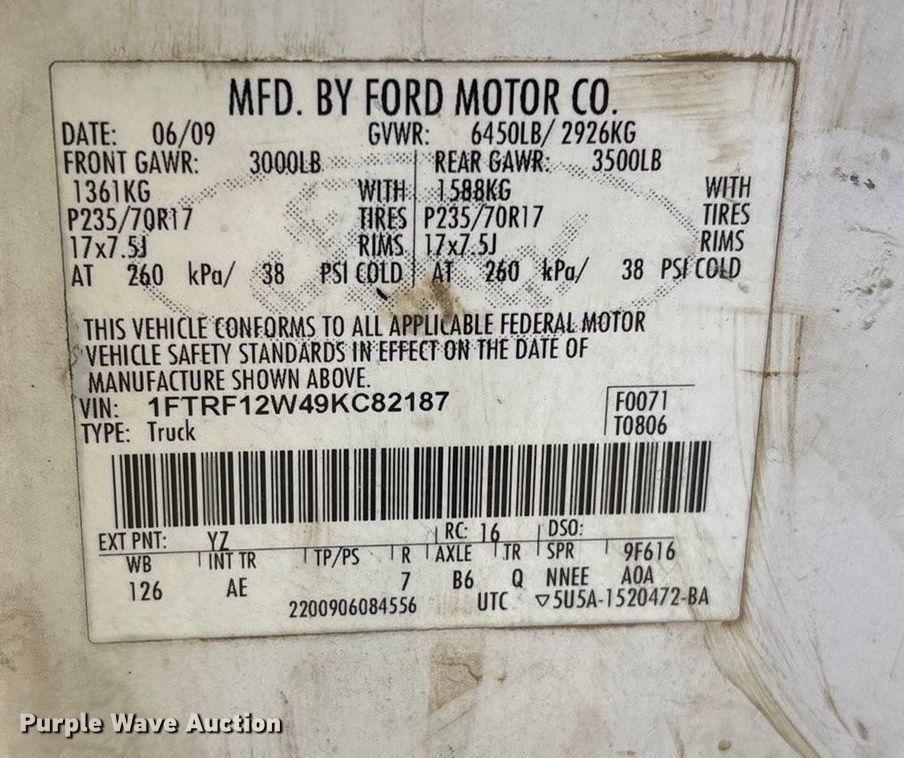 MFD. BY FORD MOTOR CO.
DATE: 06/09 GVWR: 6450LB/ 2926KG
FRONT GAWR: 3000LB REAR GAWR: 3500LB
1361KG WITH 1588KG WITH
P235/70R17 TIRES P235/70R17 TIRES
17x7.5J RIMS 17x7.5J RIMS
AT 260 kPa/ 38 PSI COLD AT 260 kPa/ 38 PSI COLD
THIS VEHICLE CONFORMS TO ALL APPLICABLE FEDERAL MOTOR
VEHICLE SAFETY STANDARDS IN EFFECT ON THE DATE OF
MANUFACTURE SHOWN ABOVE.
VIN: 1FTRF12W49KC82187 F0071
TYPE: Truck T0806
EXT PNT: YZ RC: 16 DSO:
WB INT TR TP/PS R AXLE TR SPR 9F616
126 AE 7 B6 Q NNEE A0A
2200906084556 UTC ▽5U5A-1520472-BA
Purple Wave Auction